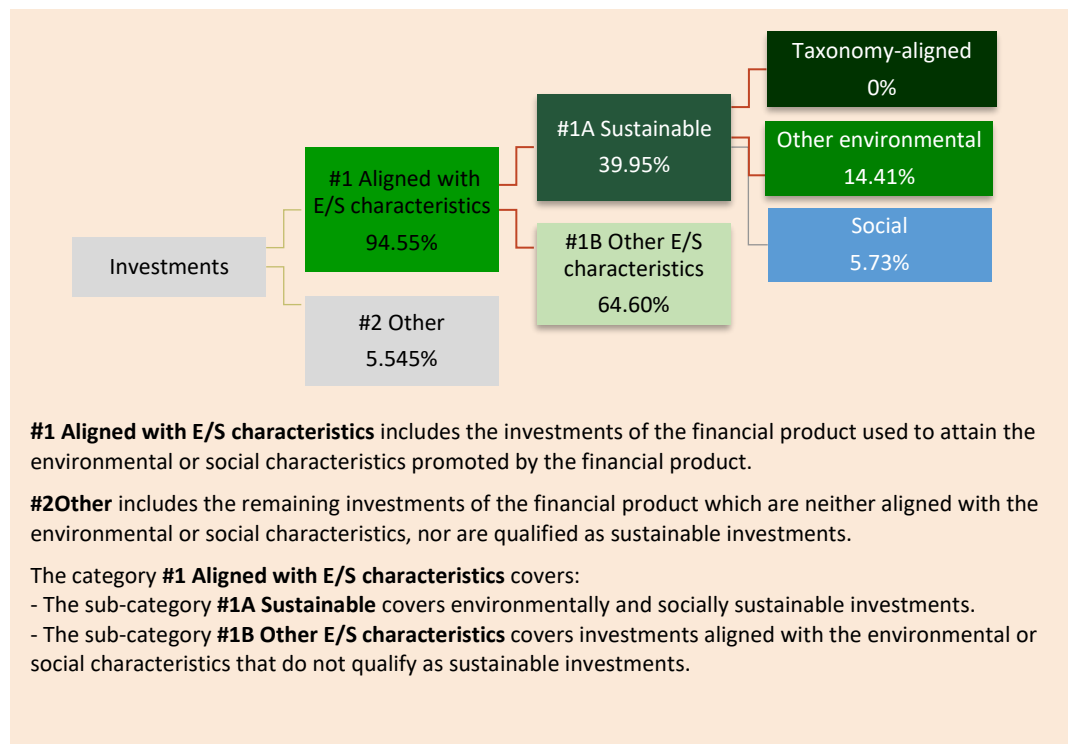 Taxonomy-aligned
0%
#1A Sustainable
39.95%
Other environmental
14.41%
#1 Aligned with
E/S characteristics
94.55%
Social
5.73%
#1B Other E/S
characteristics
64.60%
Investments
#2 Other
5.545%
#1 Aligned with E/S characteristics includes the investments of the financial product used to attain the
environmental or social characteristics promoted by the financial product.
#2Other includes the remaining investments of the financial product which are neither aligned with the
environmental or social characteristics, nor are qualified as sustainable investments.
The category #1 Aligned with E/S characteristics covers:
- The sub-category #1A Sustainable covers environmentally and socially sustainable investments.
- The sub-category #1B Other E/S characteristics covers investments aligned with the environmental or
social characteristics that do not qualify as sustainable investments.